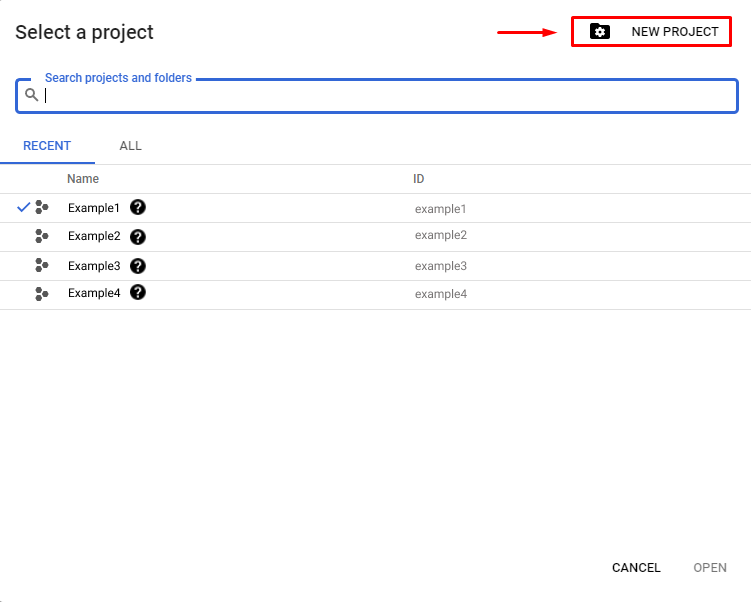 Select a project
NEW PROJECT
Search projects and folders
RECENT ALL
Name ID
Example1 ? example1
Example2 ? example2
Example3 ? example3
Example4 ? example4
CANCEL OPEN